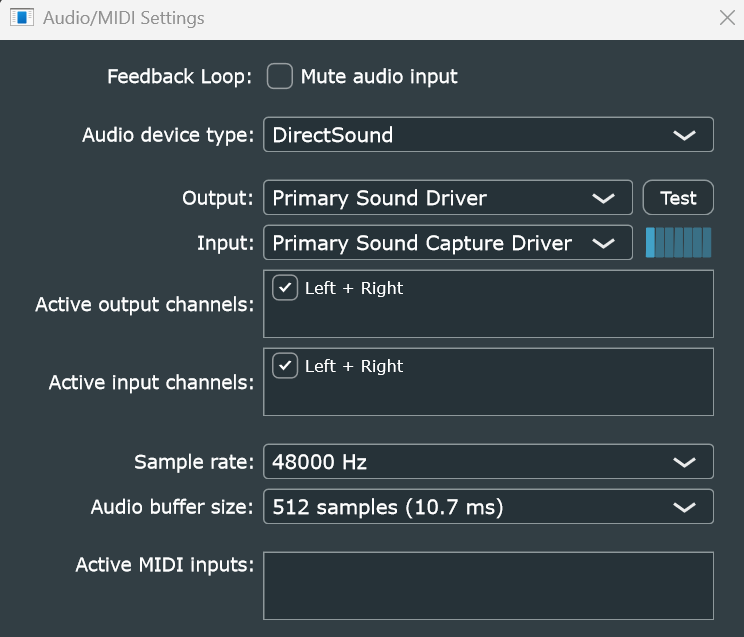 Audio/MIDI Settings
Feedback Loop: Mute audio input
Audio device type: DirectSound
Output: Primary Sound Driver Test
Input: Primary Sound Capture Driver
Active output channels: Left + Right
Active input channels: Left + Right
Sample rate: 48000 Hz
Audio buffer size: 512 samples (10.7 ms)
Active MIDI inputs: